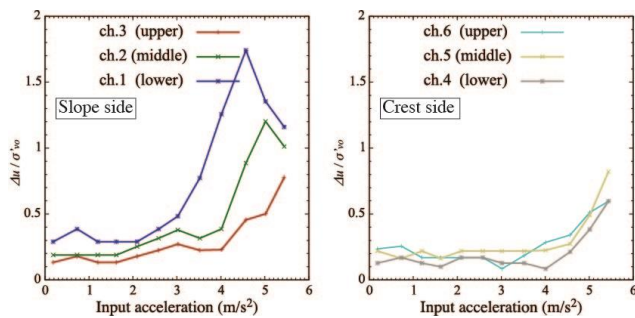 2
1.5
1
0.5
0
Δu / σ'vo
ch.3 (upper)
ch.2 (middle)
ch.1 (lower)
Slope side
0 1 2 3 4 5 6
Input acceleration (m/s²)
2
1.5
1
0.5
0
Δu / σ'vo
ch.6 (upper)
ch.5 (middle)
ch.4 (lower)
Crest side
0 1 2 3 4 5 6
Input acceleration (m/s²)